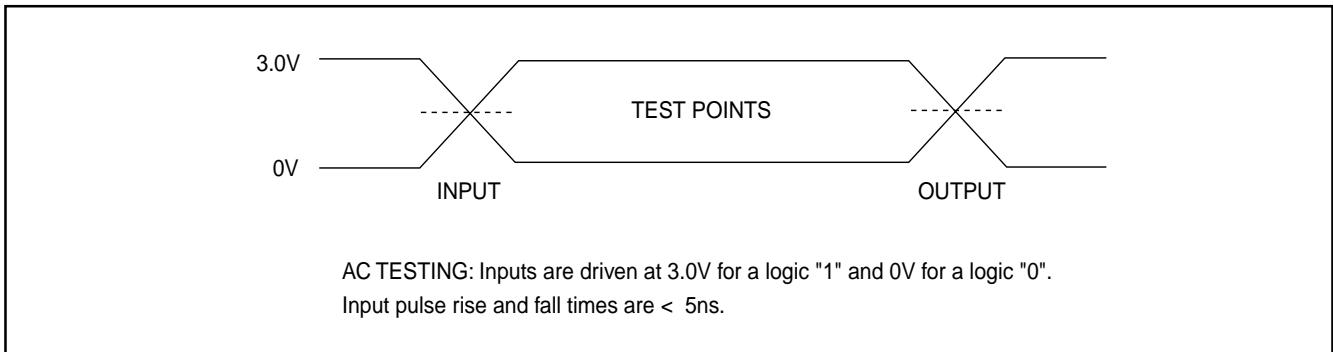 3.0V
TEST POINTS
0V
INPUT
OUTPUT
AC TESTING: Inputs are driven at 3.0V for a logic "1" and 0V for a logic "0".
Input pulse rise and fall times are < 5ns.